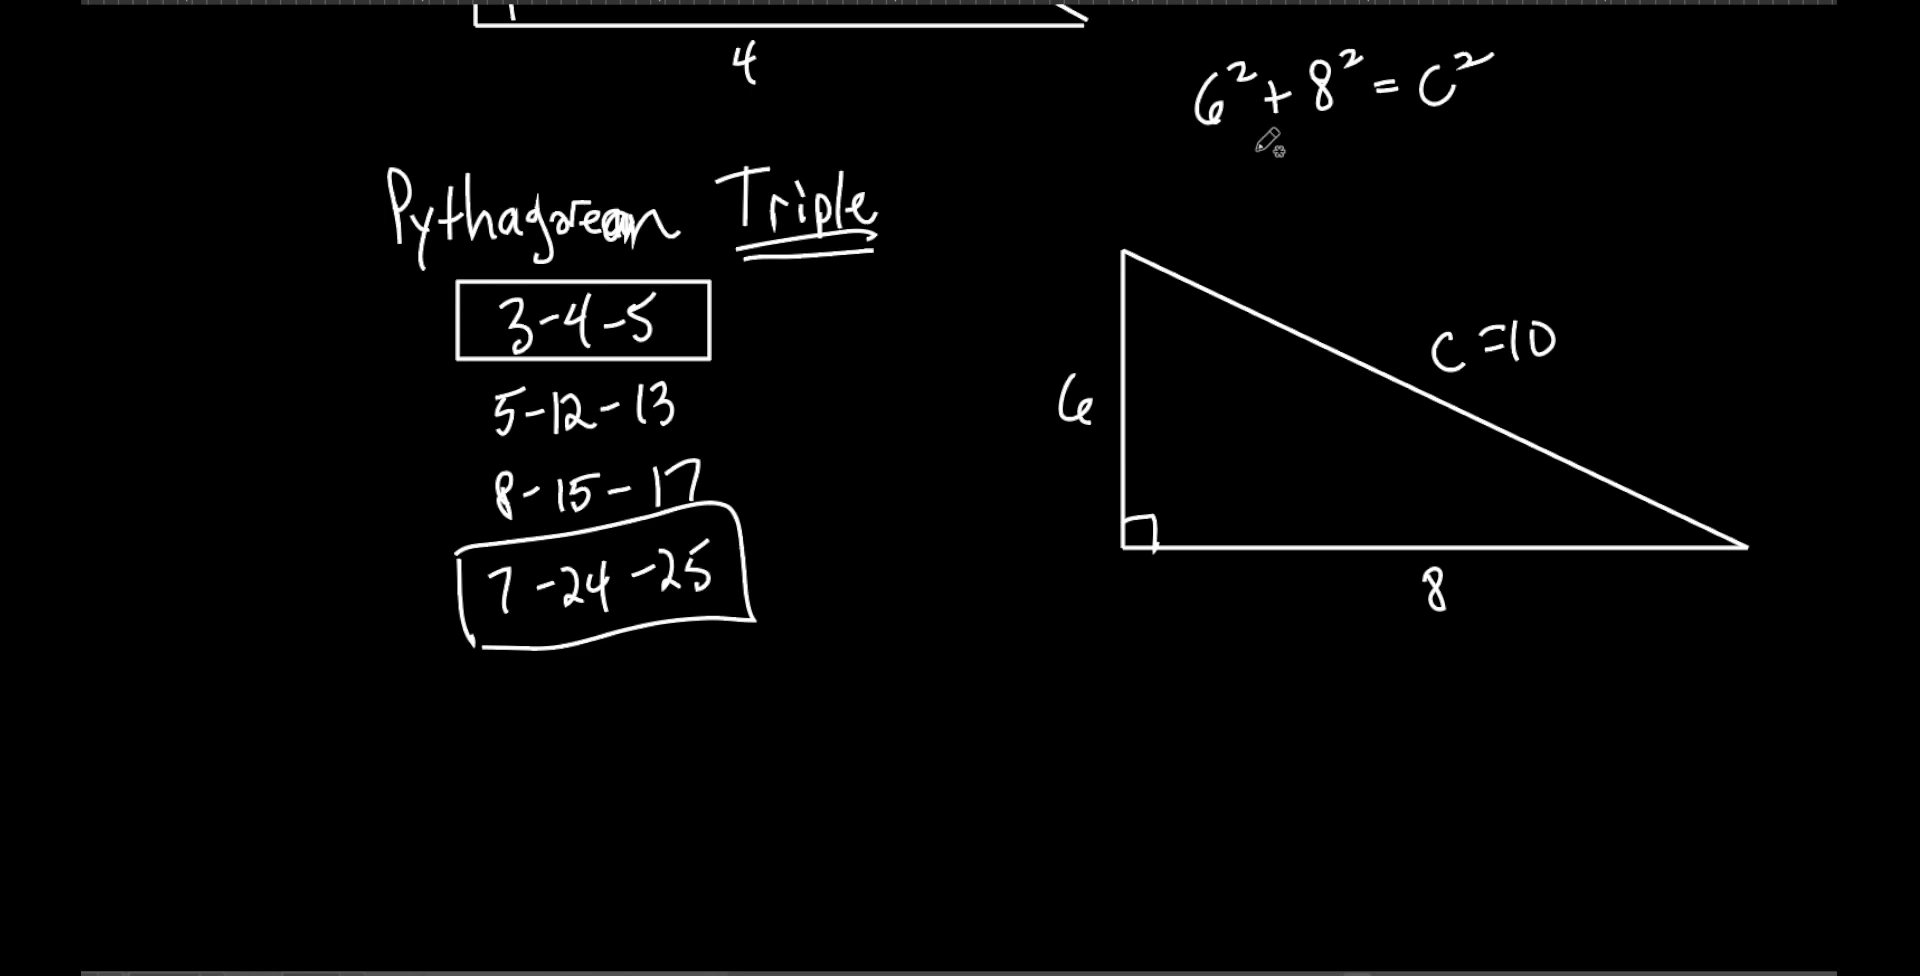 4
6² + 8² = c²
Pythagorean Triple
3-4-5
5-12-13
8-15-17
7-24-25
6
c = 10
8